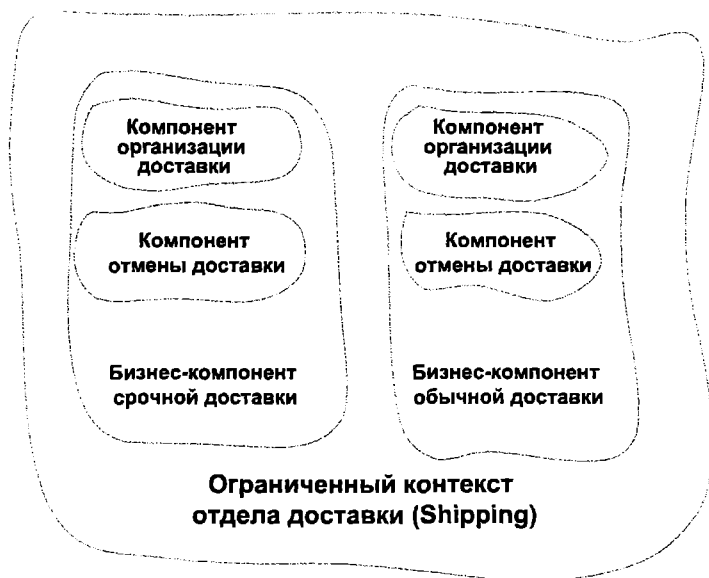 Компонент
организации
доставки
Компонент
отмены доставки
Бизнес-компонент
срочной доставки
Компонент
организации
доставки
Компонент
отмены доставки
Бизнес-компонент
обычной доставки
Ограниченный контекст
отдела доставки (Shipping)